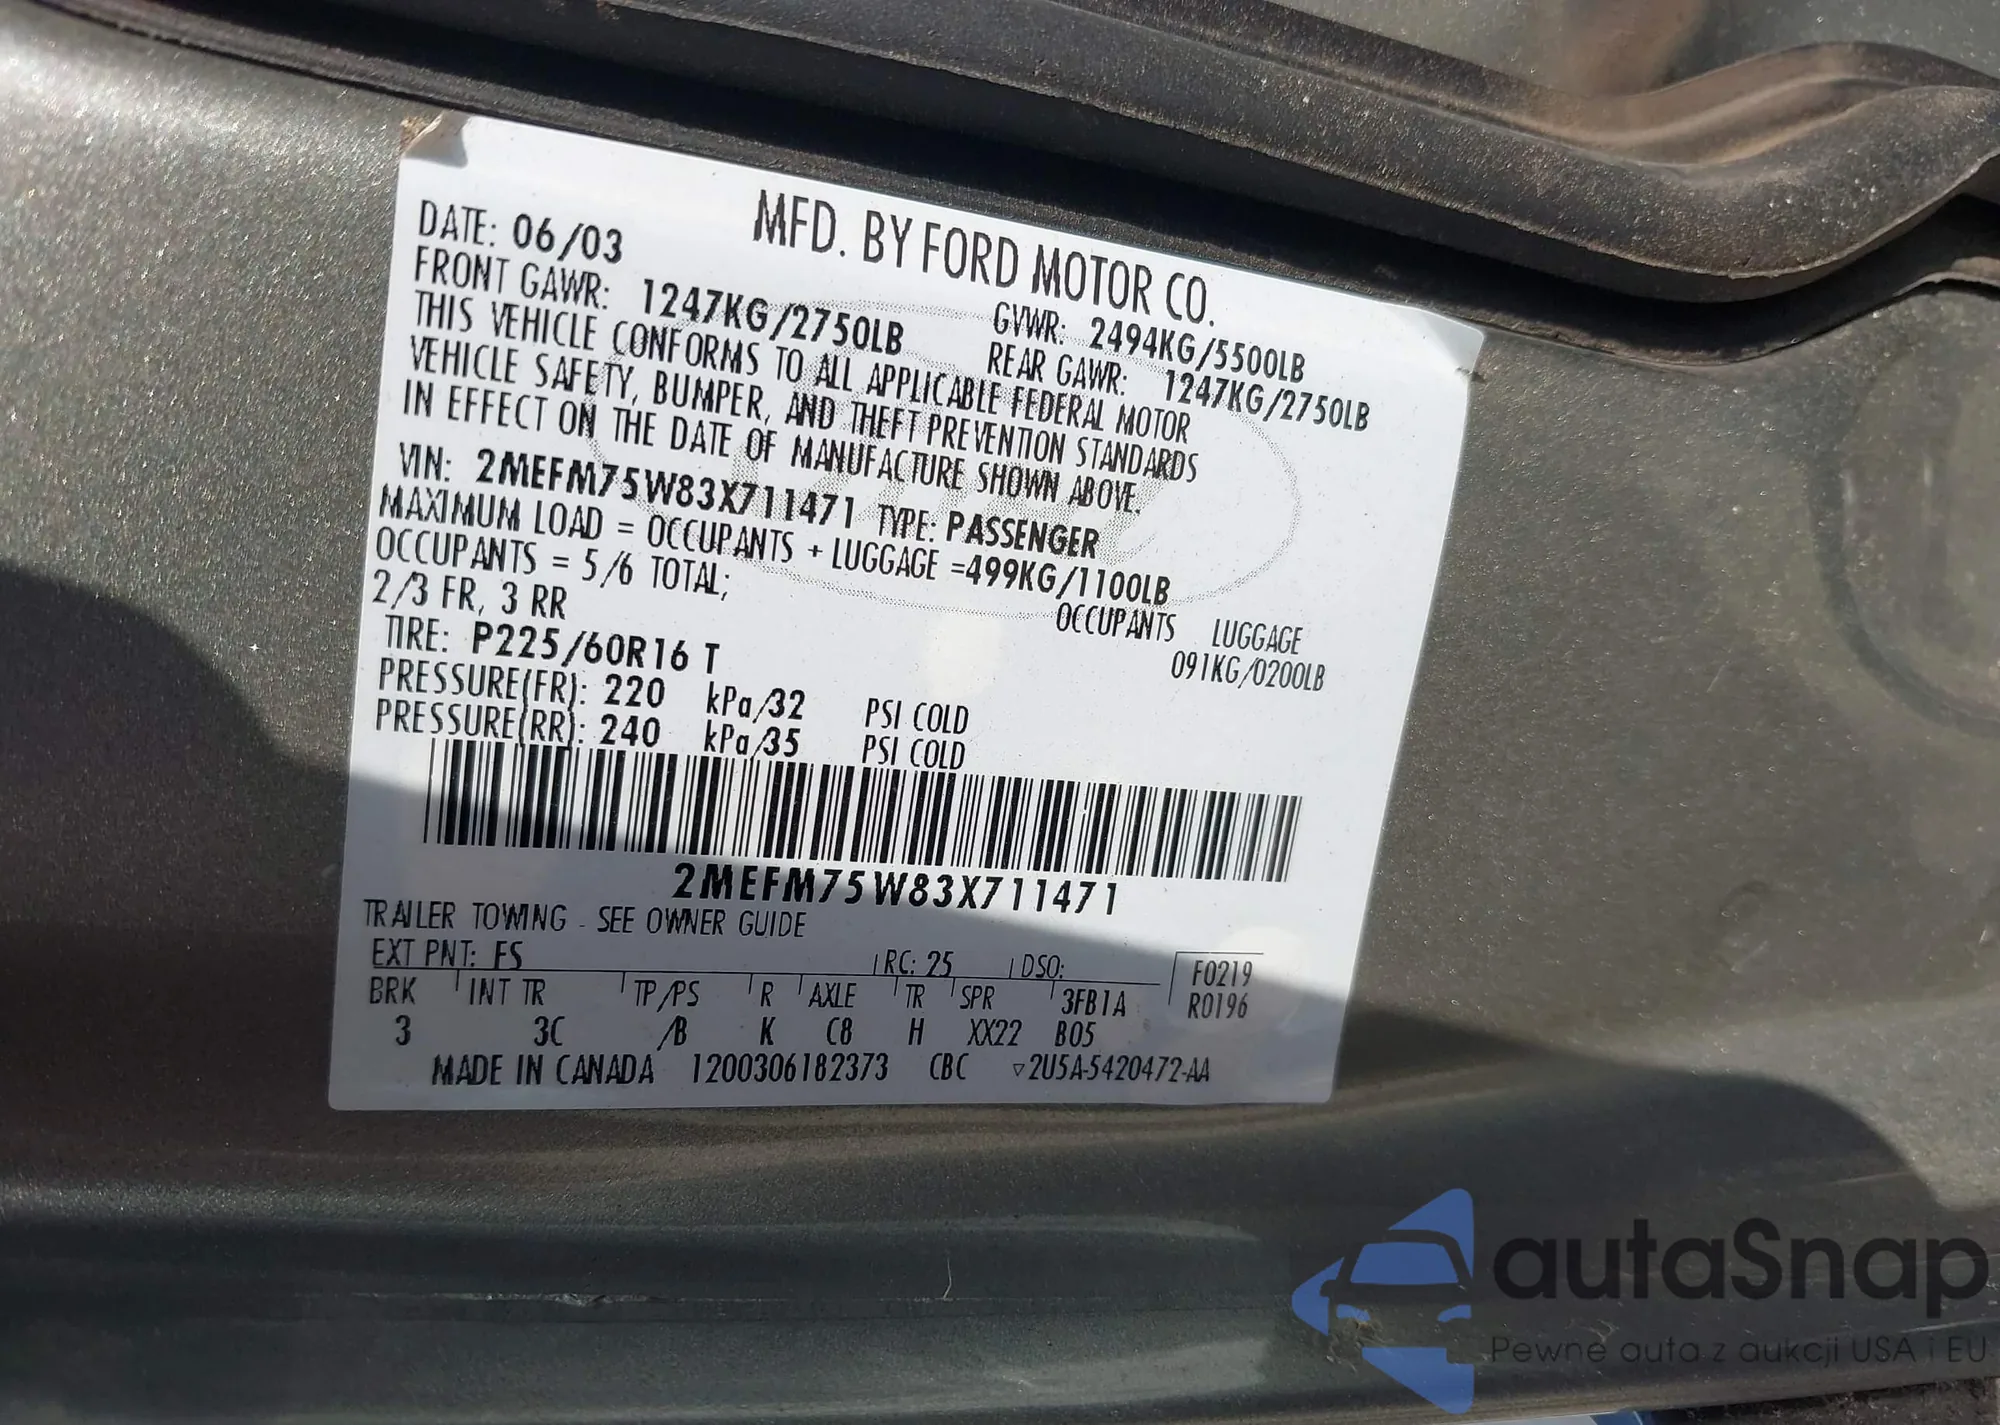 MFD. BY FORD MOTOR CO.
DATE: 06/03
GVWR: 2494KG/5500LB
FRONT GAWR: 1247KG/2750LB
REAR GAWR: 1247KG/2750LB
THIS VEHICLE CONFORMS TO ALL APPLICABLE FEDERAL MOTOR
VEHICLE SAFETY, BUMPER, AND THEFT PREVENTION STANDARDS
IN EFFECT ON THE DATE OF MANUFACTURE SHOWN ABOVE.
VIN: 2MEFM75W83X711471 TYPE: PASSENGER
MAXIMUM LOAD = OCCUPANTS + LUGGAGE =499KG/1100LB
OCCUPANTS = 5/6 TOTAL; OCCUPANTS LUGGAGE
2/3 FR, 3 RR 091KG/0200LB
TIRE: P225/60R16 T
PRESSURE(FR): 220 kPa/32 PSI COLD
PRESSURE(RR): 240 kPa/35 PSI COLD
2MEFM75W83X711471
TRAILER TOWING - SEE OWNER GUIDE
EXT PNT: FS RC: 25 DSO: F0219
BRK INT TR TP/PS R AXLE TR SPR 3FB1A R0196
3 3C /B K C8 H XX22 B05
MADE IN CANADA 1200306182373 CBC ▽2U5A-5420472-AA
autaSnap
Pewne auta z aukcji USA i EU